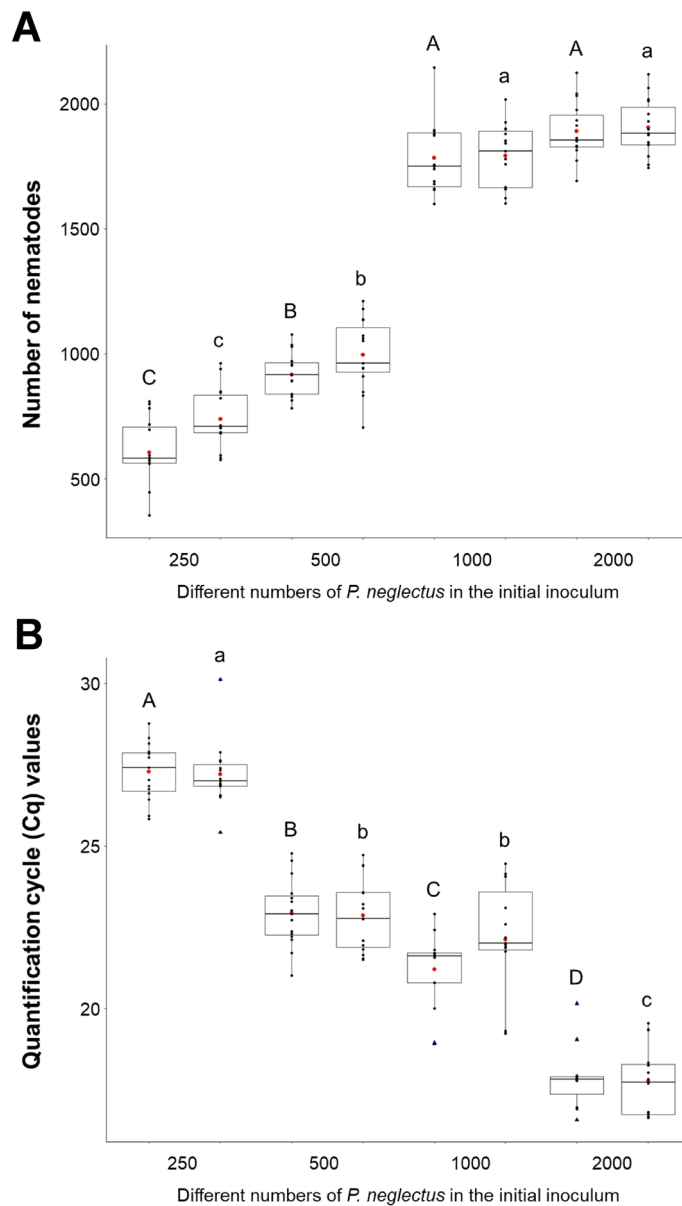 A
Number of nematodes
2000
1500
1000
500
C
c
B
b
A
a
A
a
250 500 1000 2000
Different numbers of P. neglectus in the initial inoculum
B
Quantification cycle (Cq) values
30
25
20
A
a
B
b
C
b
D
c
250 500 1000 2000
Different numbers of P. neglectus in the initial inoculum